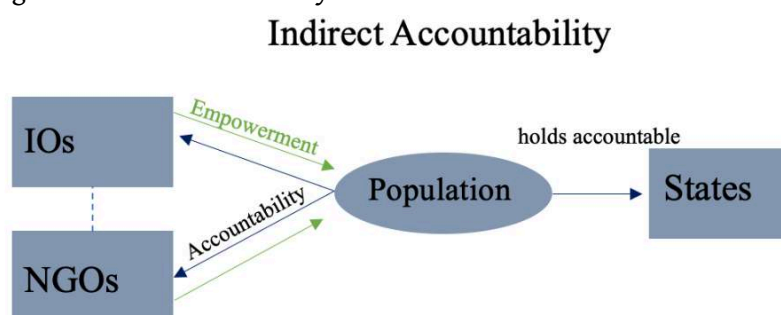 Indirect Accountability
Empowerment
IOs
holds accountable
Population
States
Accountability
NGOs